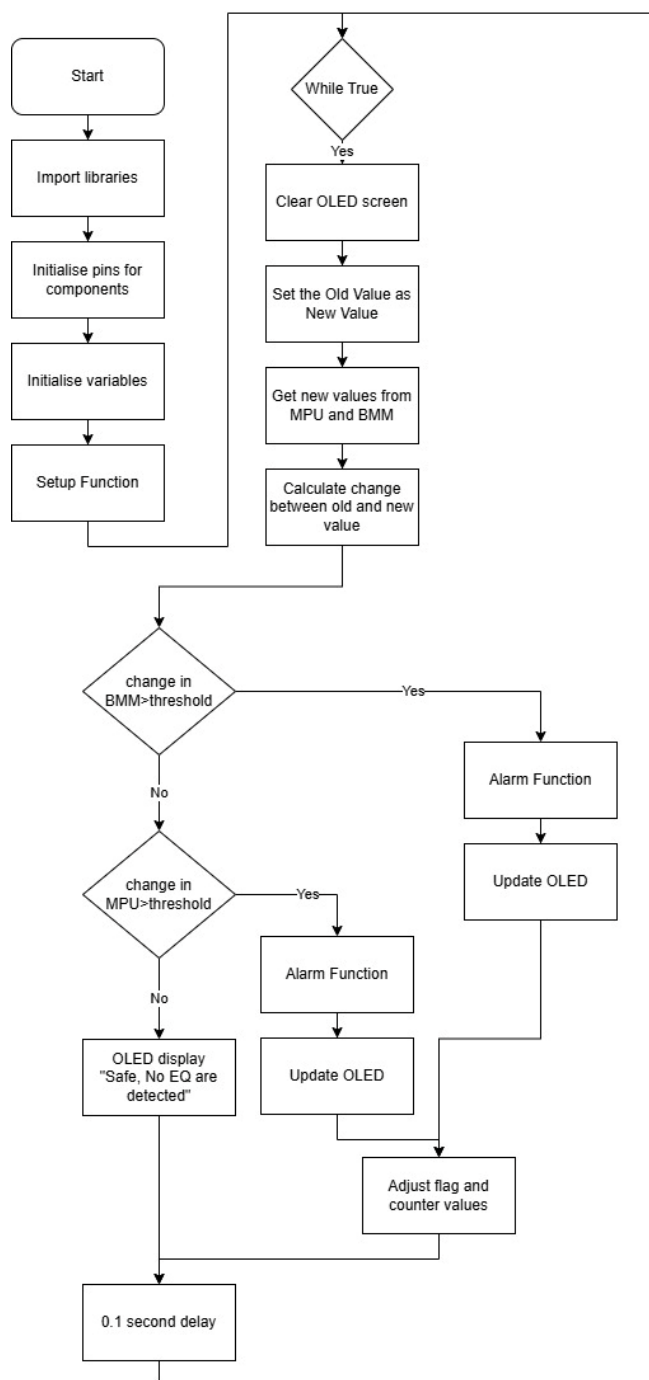 Start
Import libraries
Initialise pins for
components
Initialise variables
Setup Function
While True
Yes
Clear OLED screen
Set the Old Value as
New Value
Get new values from
MPU and BMM
Calculate change
between old and new
value
change in
BMM>threshold
Yes
Alarm Function
Update OLED
No
change in
MPU>threshold
Yes
Alarm Function
Update OLED
No
OLED display
"Safe, No EQ are
detected"
Adjust flag and
counter values
0.1 second delay